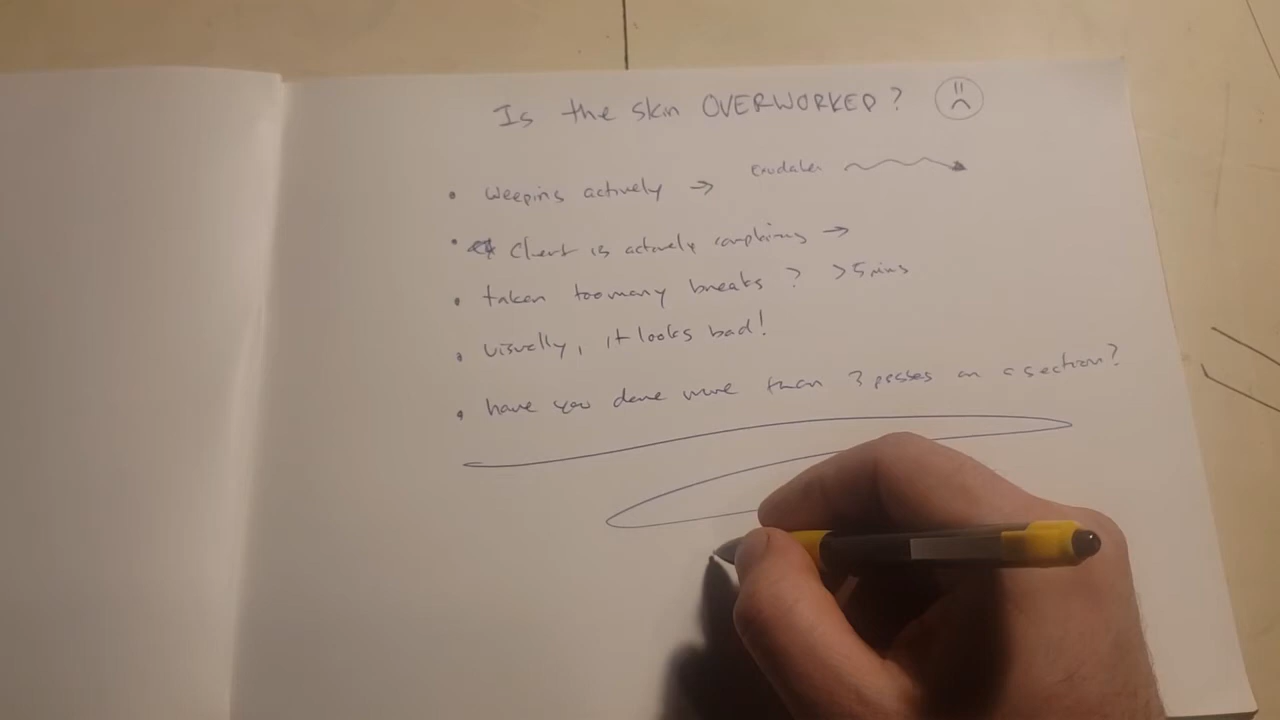 Is the skin OVERWORKED?
• weeping actively → exudates
• Client is actively complaining →
• taken too many breaks? >5 mins
• visually, it looks bad!
• have you done more than 3 passes on a section?